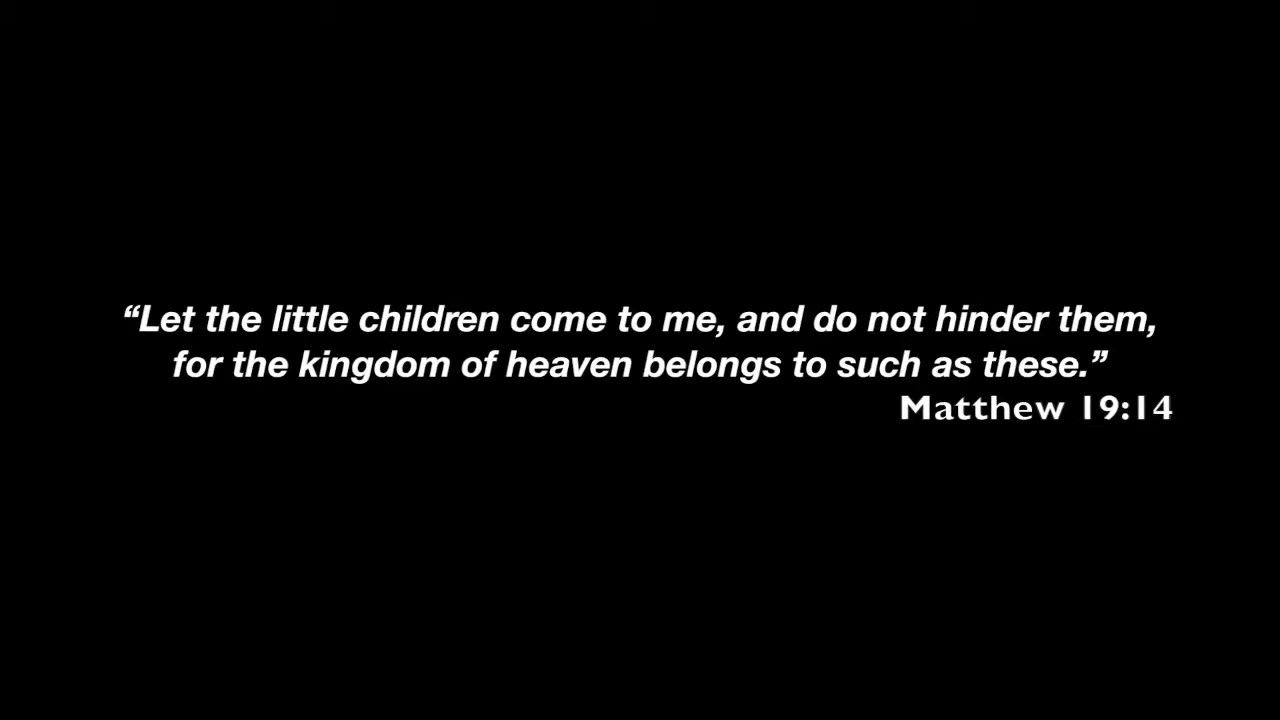 “Let the little children come to me, and do not hinder them,
for the kingdom of heaven belongs to such as these.”
Matthew 19:14